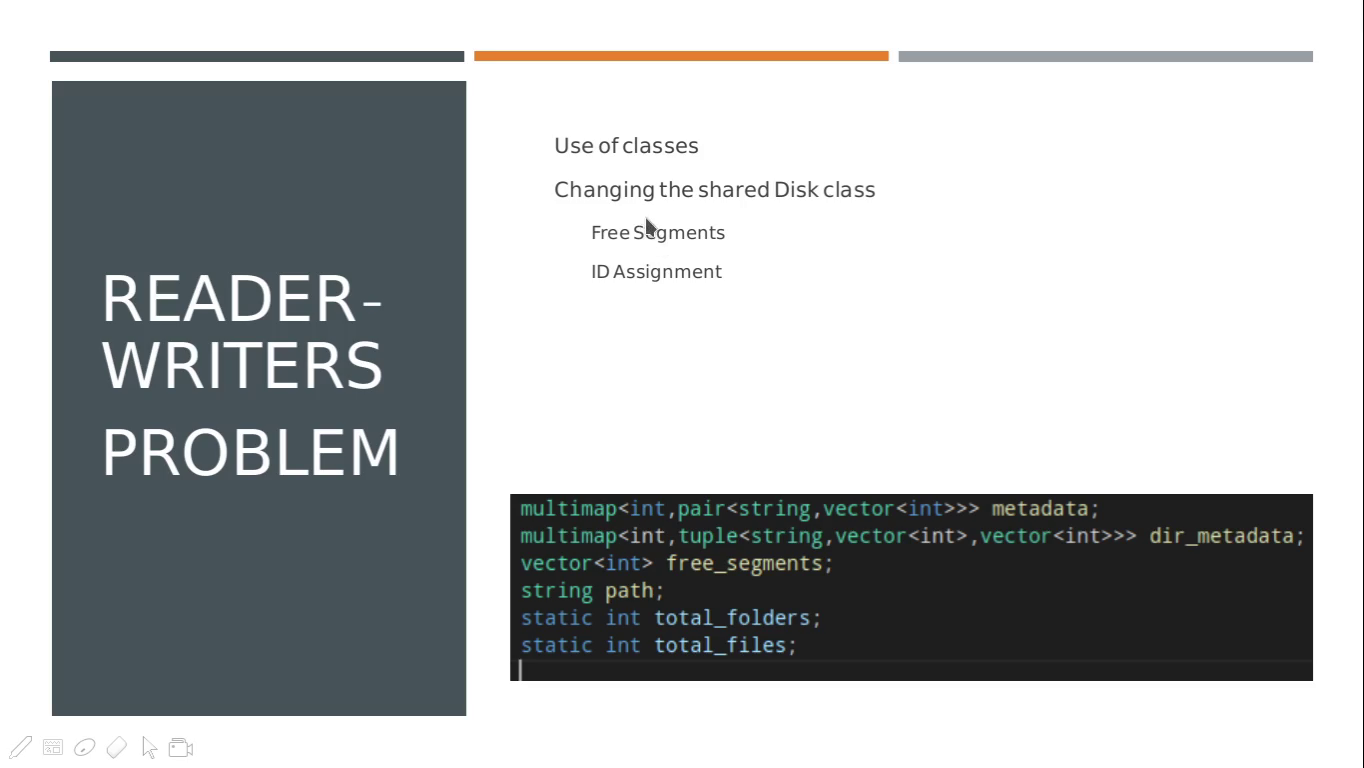 READER-
WRITERS
PROBLEM
Use of classes
Changing the shared Disk class
Free Segments
ID Assignment
multimap<int,pair<string,vector<int>>> metadata;
multimap<int,tuple<string,vector<int>,vector<int>>> dir_metadata;
vector<int> free_segments;
string path;
static int total_folders;
static int total_files;